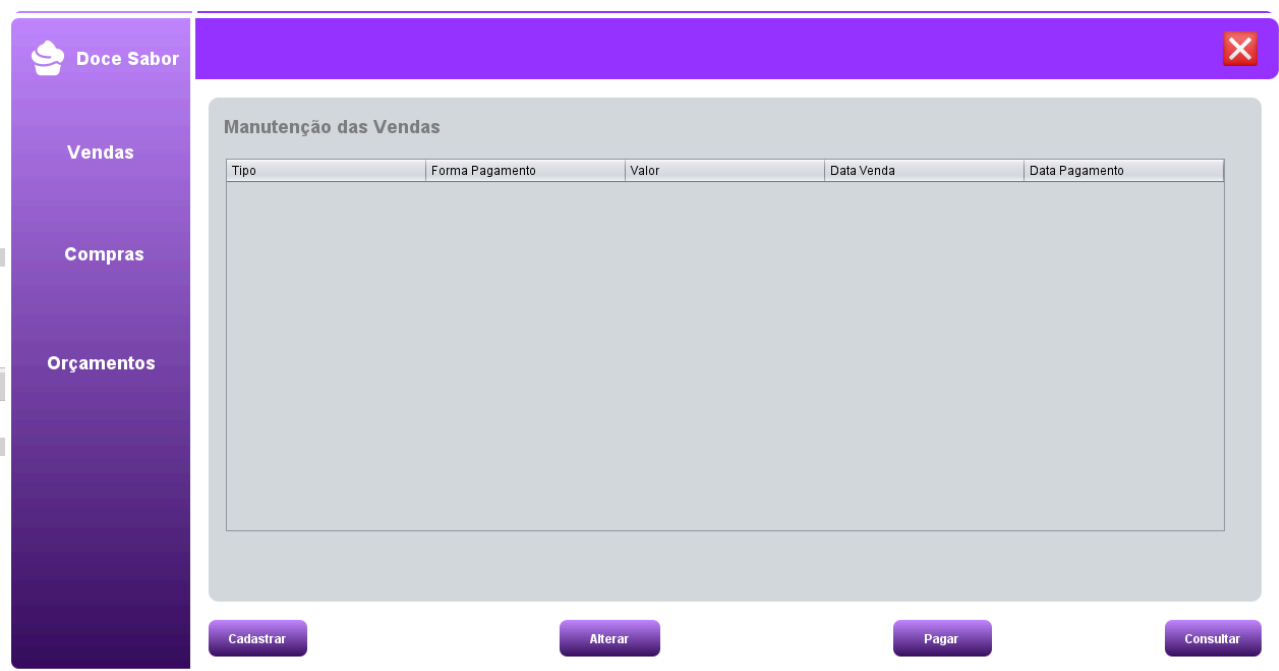 Doce Sabor
Vendas
Compras
Orçamentos
Manutenção das Vendas
Tipo Forma Pagamento Valor Data Venda Data Pagamento
Cadastrar Alterar Pagar Consultar